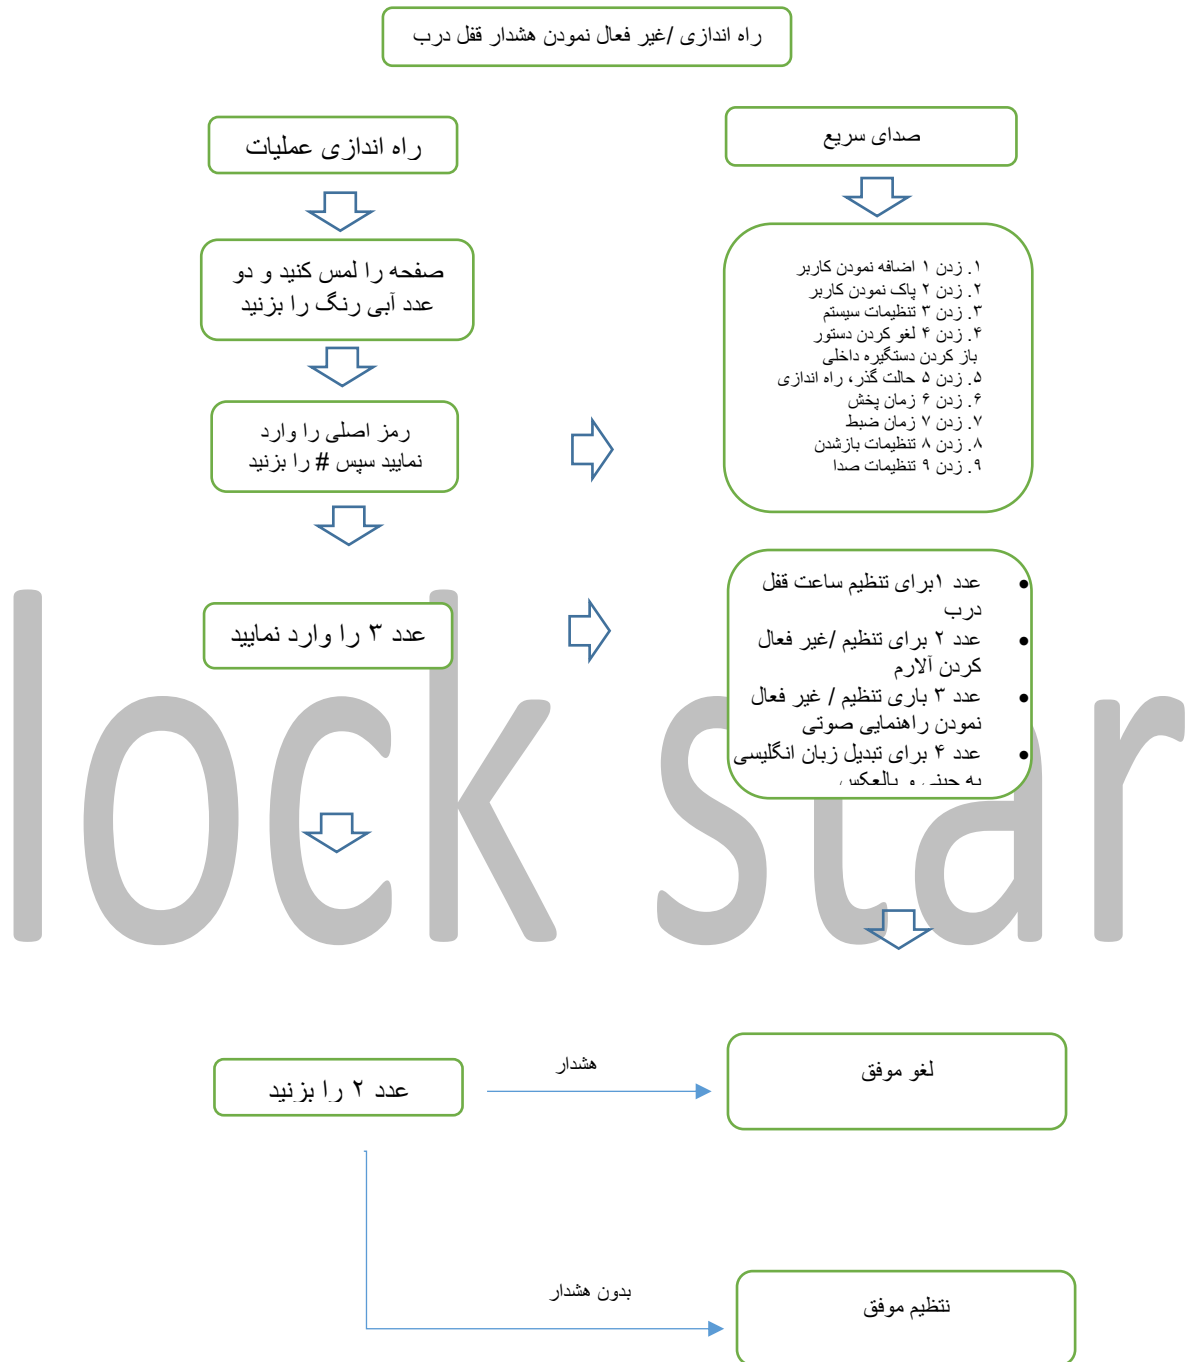 راه اندازی /غیر فعال نمودن هشدار قفل درب
راه اندازی عملیات
صدای سریع
صفحه را لمس کنید و دو
عدد آبی رنگ را بزنید
۱. زدن ۱ اضافه نمودن کاربر
۲. زدن ۲ پاک نمودن کاربر
۳. زدن ۳ تنظیمات سیستم
۴. زدن ۴ لغو کردن دستور
باز کردن دستگیره داخلی
۵. زدن ۵ حالت گذر، راه اندازی
۶. زدن ۶ زمان پخش
۷. زدن ۷ زمان ضبط
۸. زدن ۸ تنظیمات بازشدن
۹. زدن ۹ تنظیمات صدا
رمز اصلی را وارد
نمایید سپس # را بزنید
عدد ۳ را وارد نمایید
• عدد ۱برای تنظیم ساعت قفل
درب
• عدد ۲ برای تنظیم /غیر فعال
کردن آلارم
• عدد ۳ باری تنظیم / غیر فعال
نمودن راهنمایی صوتی
• عدد ۴ برای تبدیل زبان انگلیسی
به چینی و بالعکس
lock star
عدد ۲ را بزنید
هشدار
لغو موفق
بدون هشدار
نتظیم موفق